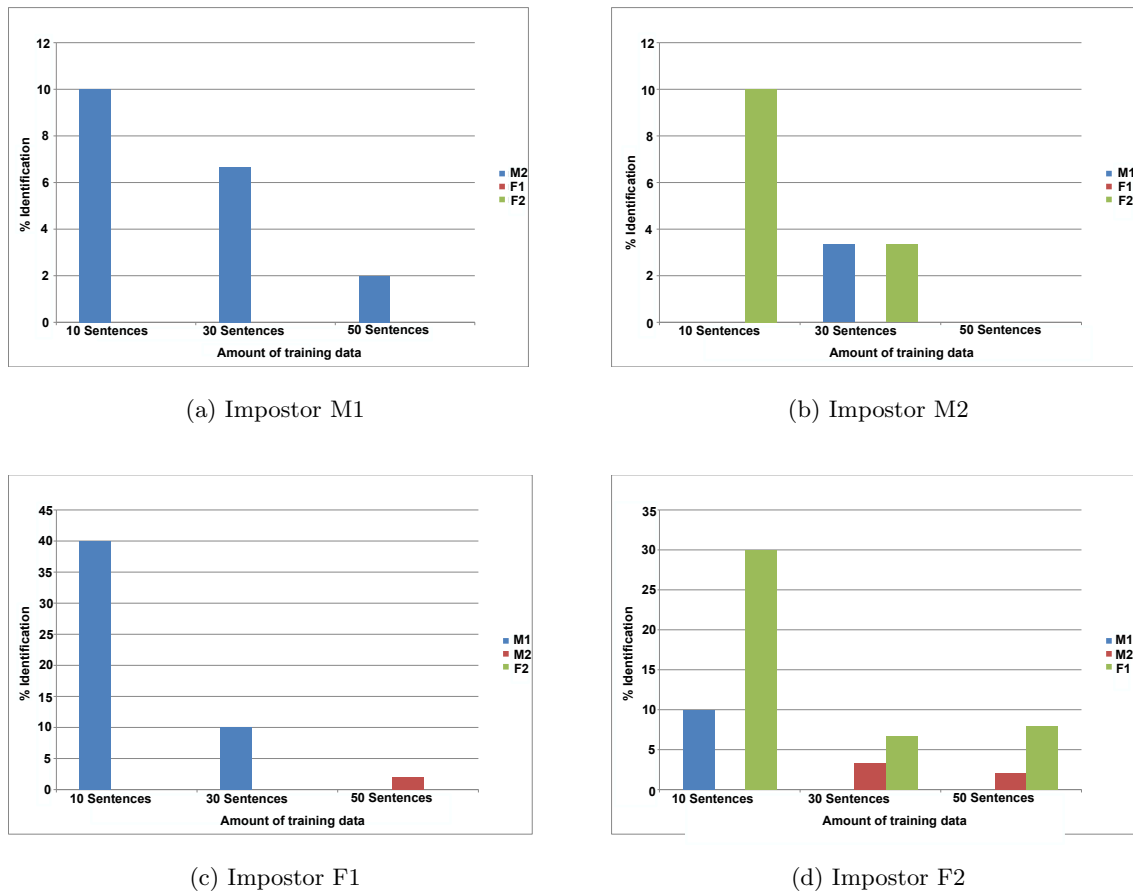 12
10
8
6
4
2
0
% Identification
10 Sentences
30 Sentences
50 Sentences
Amount of training data
M2
F1
F2
(a) Impostor M1
12
10
8
6
4
2
0
% Identification
10 Sentences
30 Sentences
50 Sentences
Amount of training data
M1
F1
F2
(b) Impostor M2
45
40
35
30
25
20
15
10
5
0
% Identification
10 Sentences
30 Sentences
50 Sentences
Amount of training data
M1
M2
F2
(c) Impostor F1
35
30
25
20
15
10
5
0
% Identification
10 Sentences
30 Sentences
50 Sentences
Amount of training data
M1
M2
F1
(d) Impostor F2